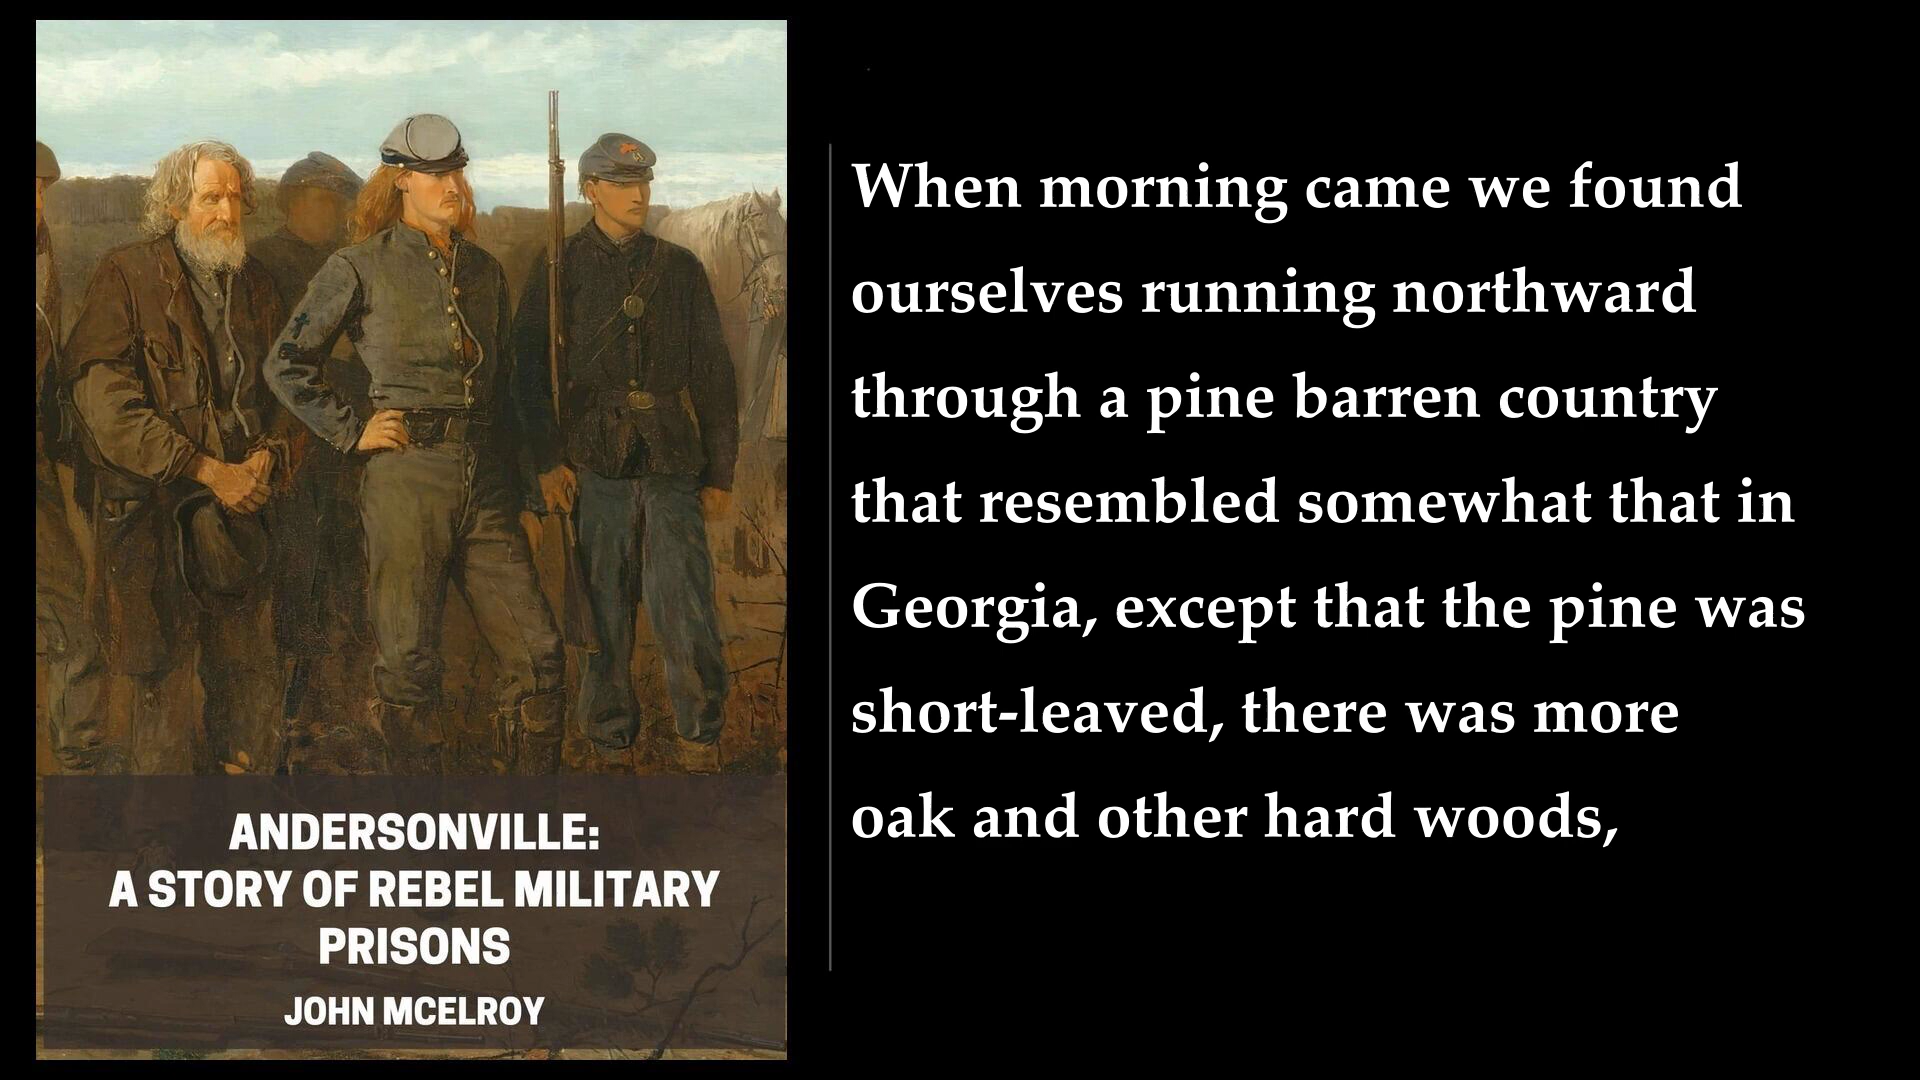 When morning came we found
ourselves running northward
through a pine barren country
that resembled somewhat that in
Georgia, except that the pine was
short-leaved, there was more
oak and other hard woods,
ANDERSONVILLE:
A STORY OF REBEL MILITARY
PRISONS
JOHN MCELROY